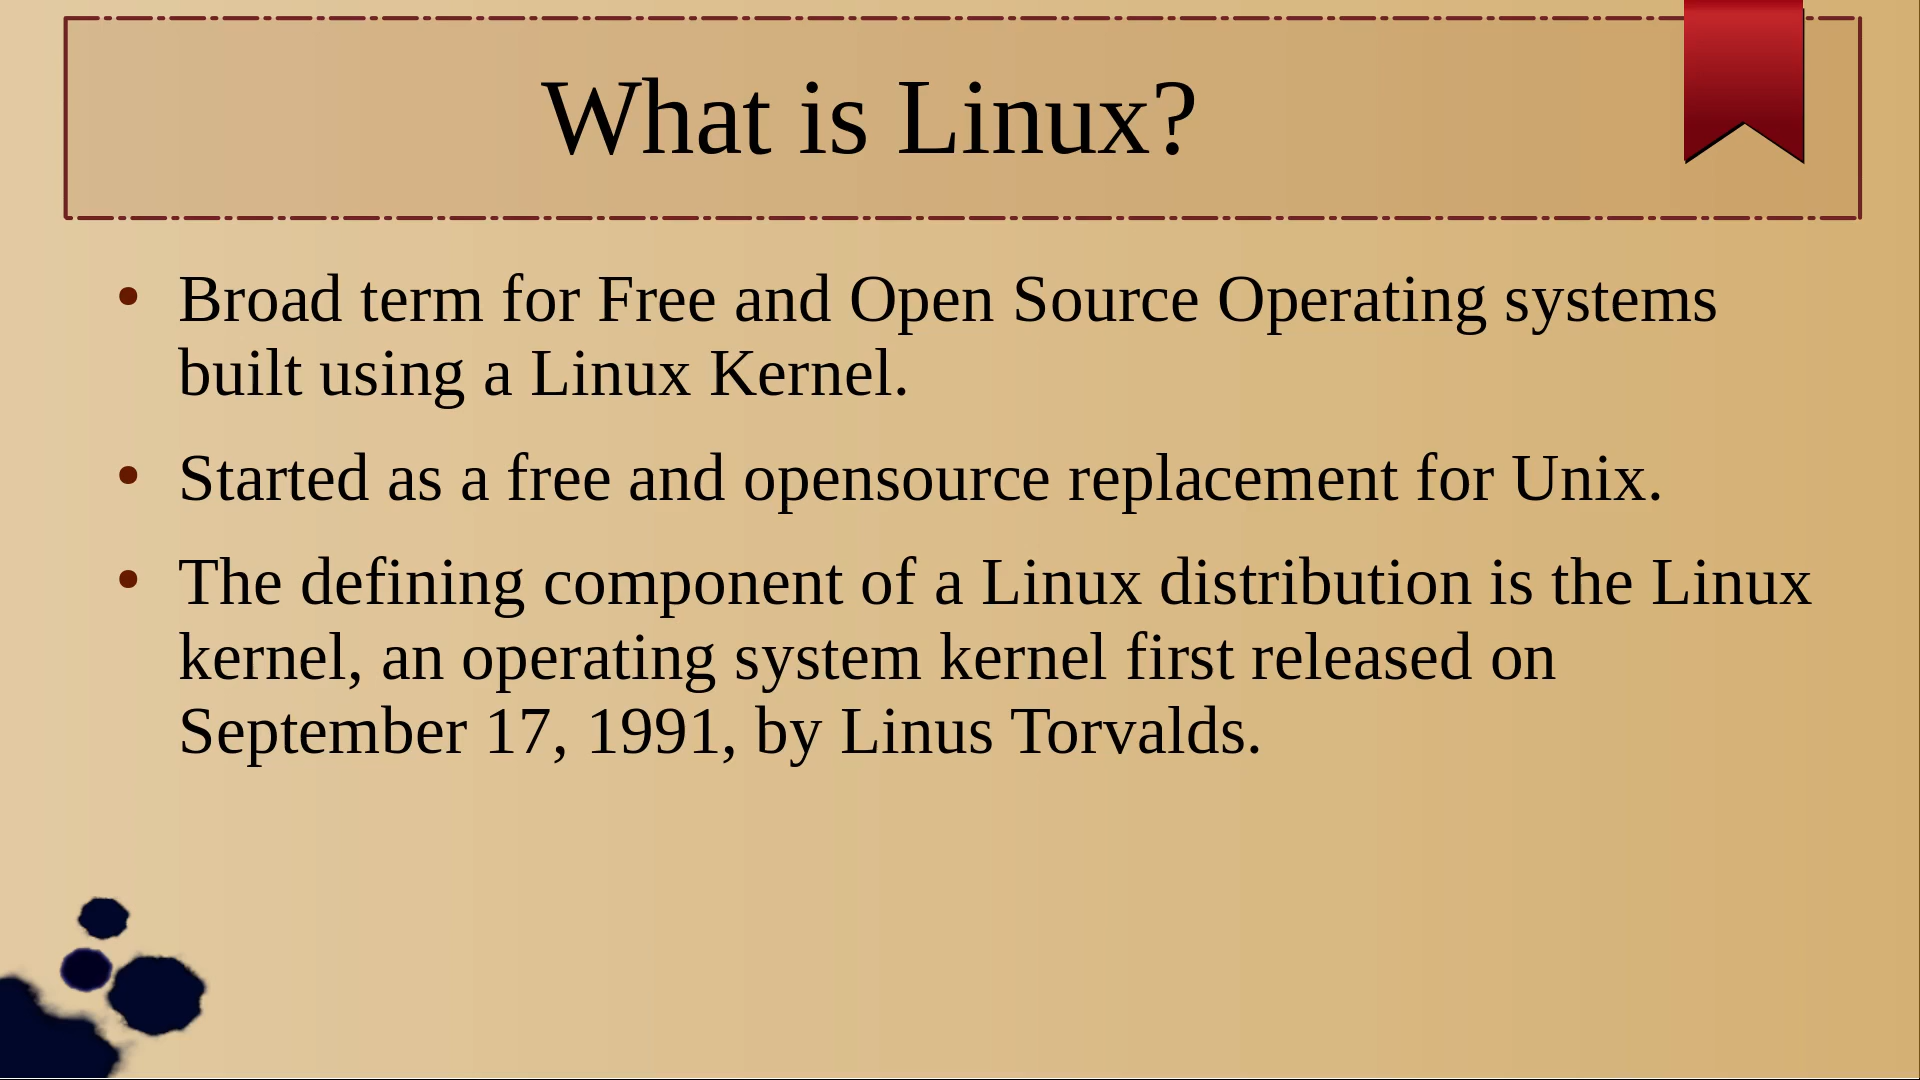 What is Linux?
• Broad term for Free and Open Source Operating systems
built using a Linux Kernel.
• Started as a free and opensource replacement for Unix.
• The defining component of a Linux distribution is the Linux
kernel, an operating system kernel first released on
September 17, 1991, by Linus Torvalds.